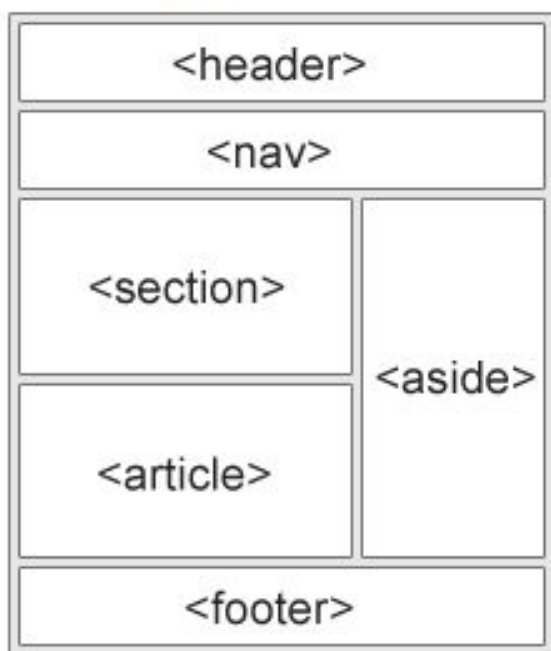 <header>
<nav>
<section>
<aside>
<article>
<footer>